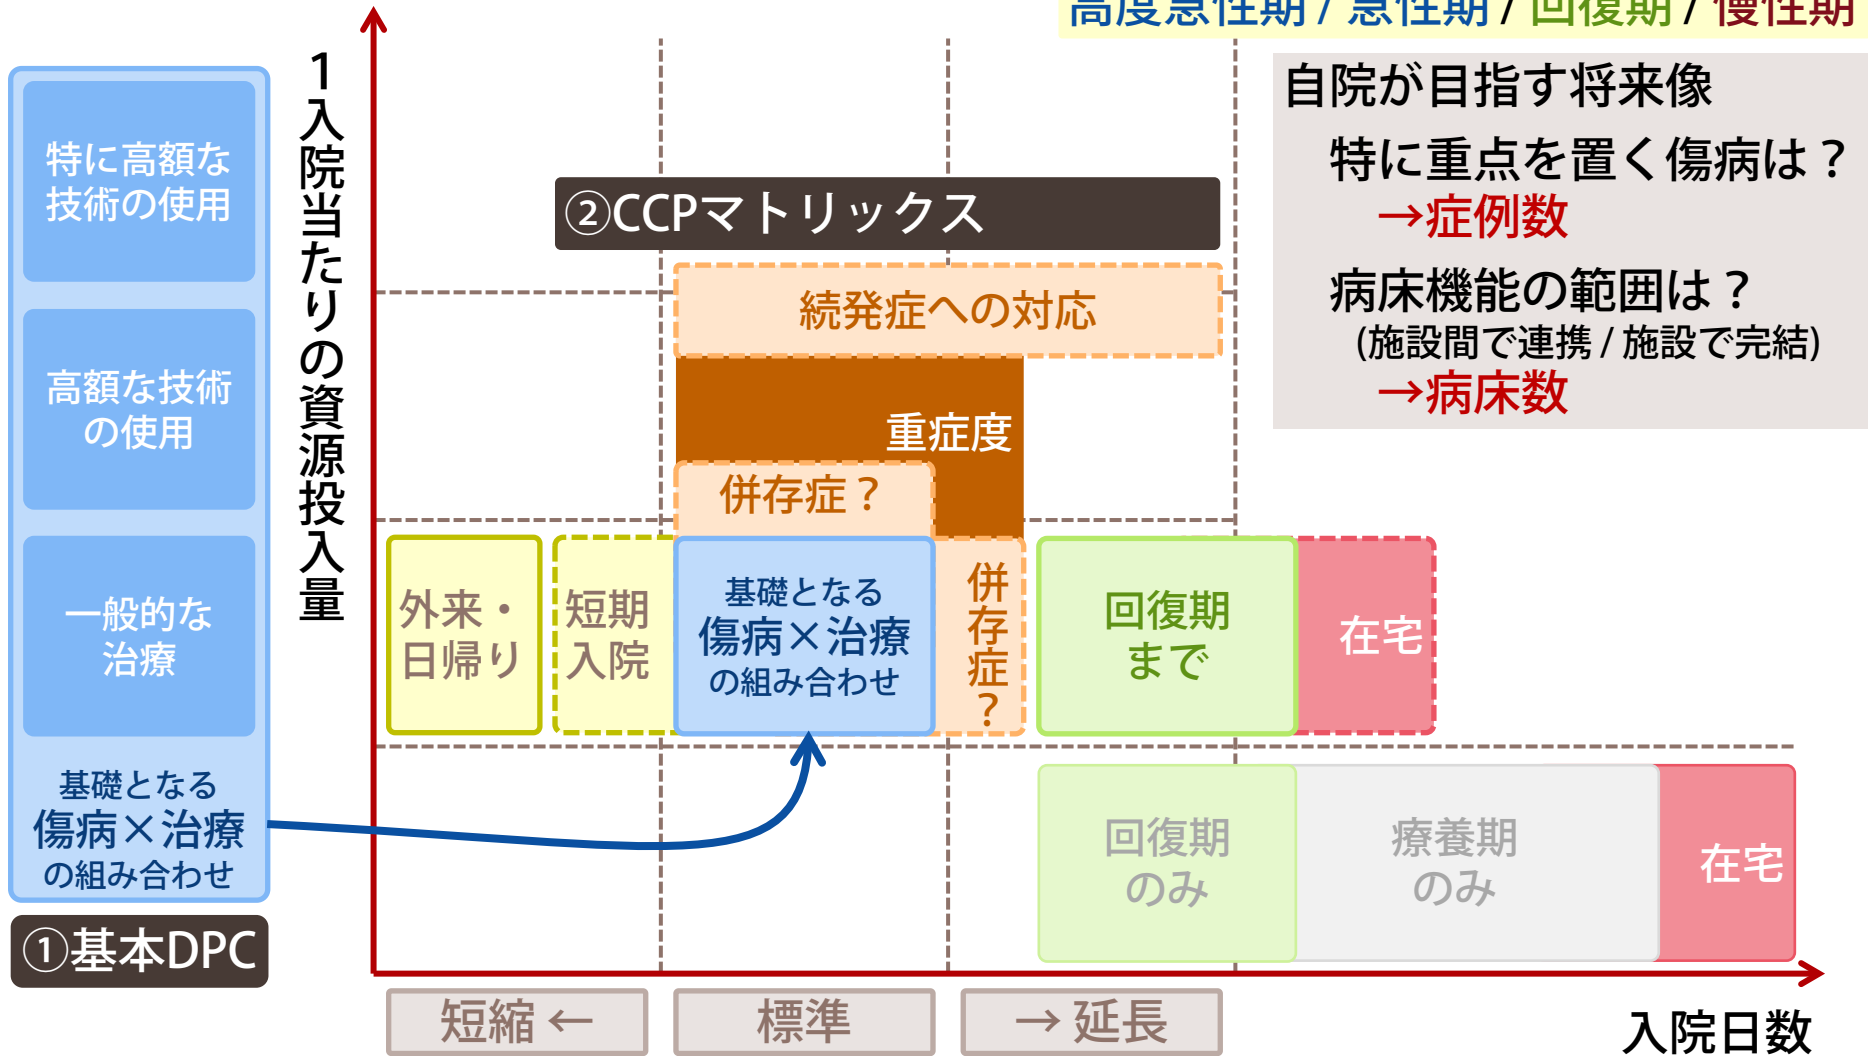 高度急性期 / 急性期 / 回復期 / 慢性期
自院が目指す将来像
特に重点を置く傷病は？
→症例数
病床機能の範囲は？
(施設間で連携 / 施設で完結)
→病床数
1入院当たりの資源投入量
特に高額な
技術の使用
高額な技術
の使用
一般的な
治療
基礎となる
傷病×治療
の組み合わせ
①基本DPC
②CCPマトリックス
続発症への対応
重症度
併存症？
外来・
日帰り
短期
入院
基礎となる
傷病×治療
の組み合わせ
併存症？
回復期
まで
在宅
回復期
のみ
療養期
のみ
在宅
短縮 ←
標準
→ 延長
入院日数